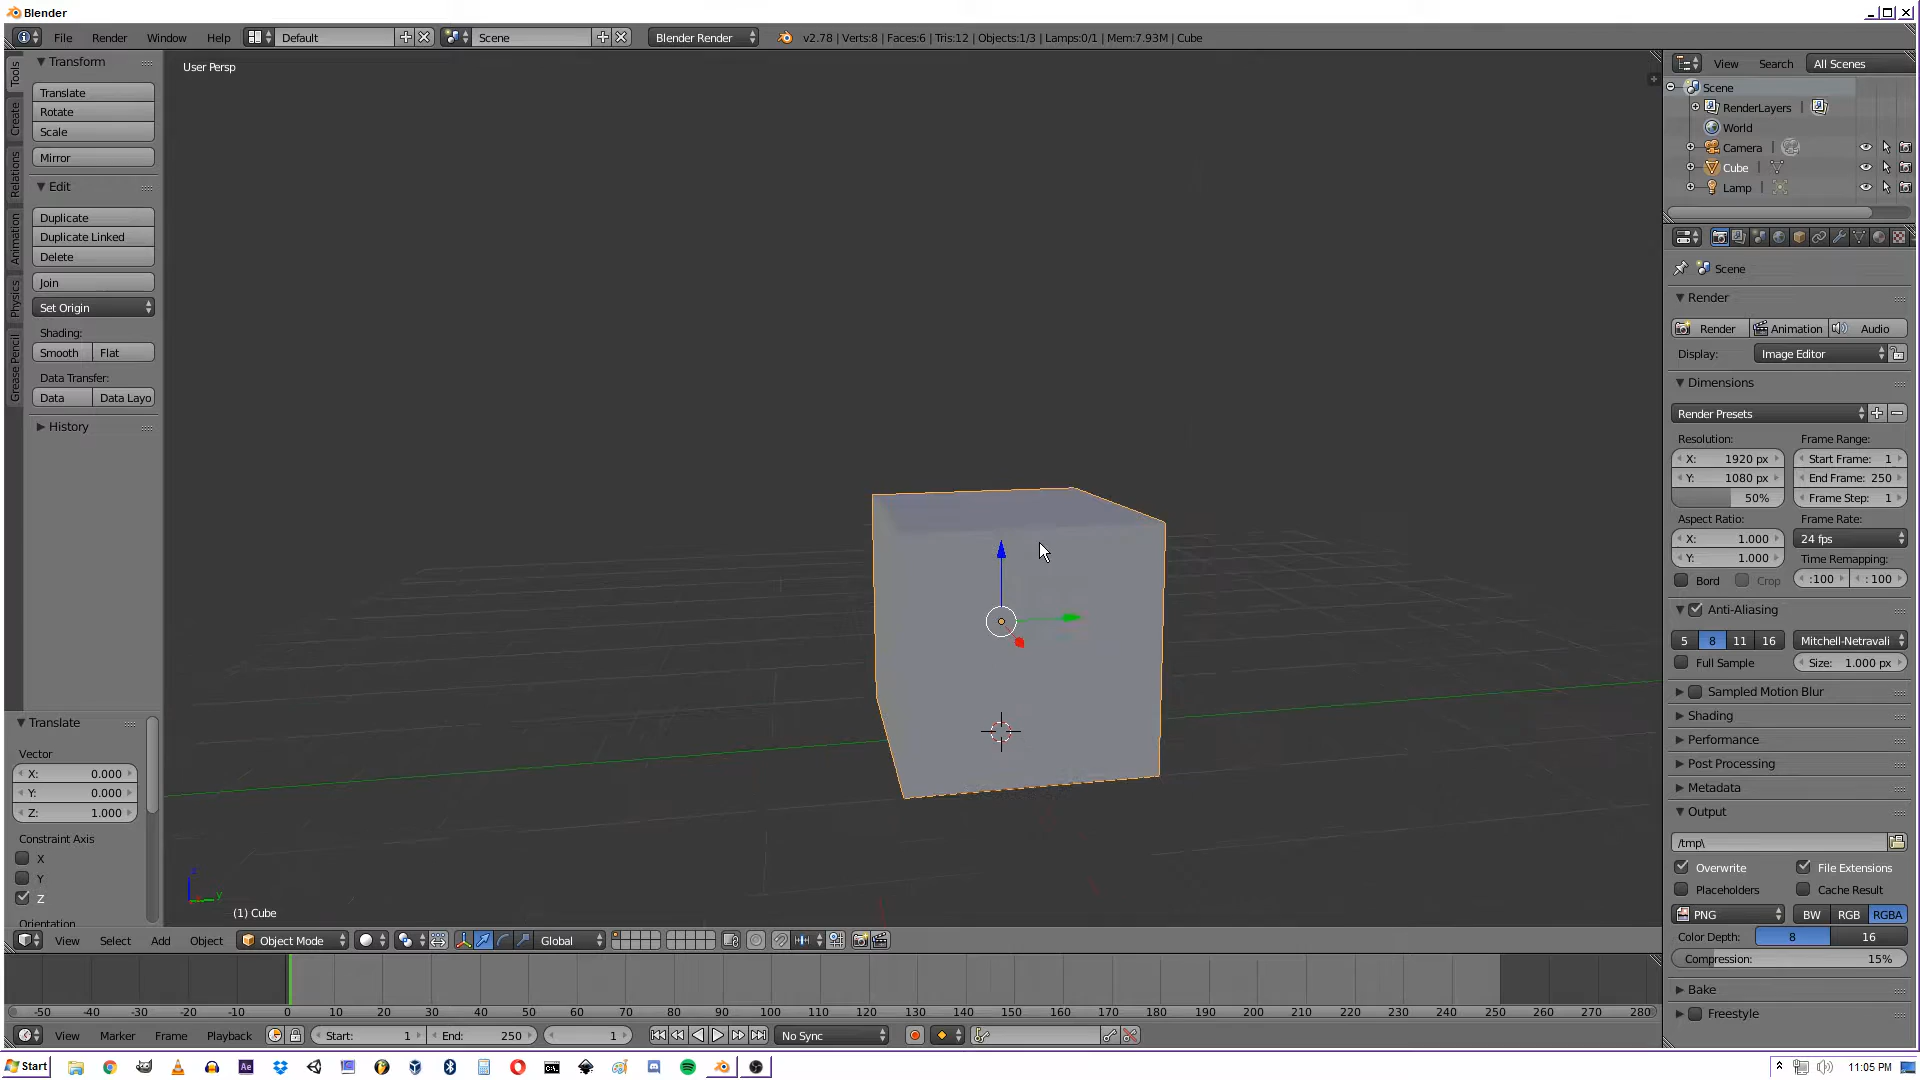 Blender
File Render Window Help Default Scene Blender Render v2.78 | Verts:8 | Faces:6 | Tris:12 | Objects:1/3 | Lamps:0/1 | Mem:7.93M | Cube
User Persp
Tools
Create
Relations
Animation
Physics
Grease Pencil
Transform
Translate
Rotate
Scale
Mirror
Edit
Duplicate
Duplicate Linked
Delete
Join
Set Origin
Shading:
Smooth Flat
Data Transfer:
Data Data Layo
History
Translate
Vector
X: 0.000
Y: 0.000
Z: 1.000
Constraint Axis
X
Y
Z
Orientation
z
y
(1) Cube
View Select Add Object Object Mode Global
-50 -40 -30 -20 -10 0 10 20 30 40 50 60 70 80 90 100 110 120 130 140 150 160 170 180 190 200 210 220 230 240 250 260 270 280
View Marker Frame Playback Start: 1 End: 250 1 No Sync
View Search All Scenes
Scene
RenderLayers |
World
Camera |
Cube |
Lamp |
Scene
Render
Render Animation Audio
Display: Image Editor
Dimensions
Render Presets
Resolution: Frame Range:
X: 1920 px Start Frame: 1
Y: 1080 px End Frame: 250
50% Frame Step: 1
Aspect Ratio: Frame Rate:
X: 1.000 24 fps
Y: 1.000 Time Remapping:
Bord Crop :100 : 100
Anti-Aliasing
5 8 11 16 Mitchell-Netravali
Full Sample Size: 1.000 px
Sampled Motion Blur
Shading
Performance
Post Processing
Metadata
Output
/tmp\
Overwrite File Extensions
Placeholders Cache Result
PNG BW RGB RGBA
Color Depth: 8 16
Compression: 15%
Bake
Freestyle
Start Ae 11:05 PM